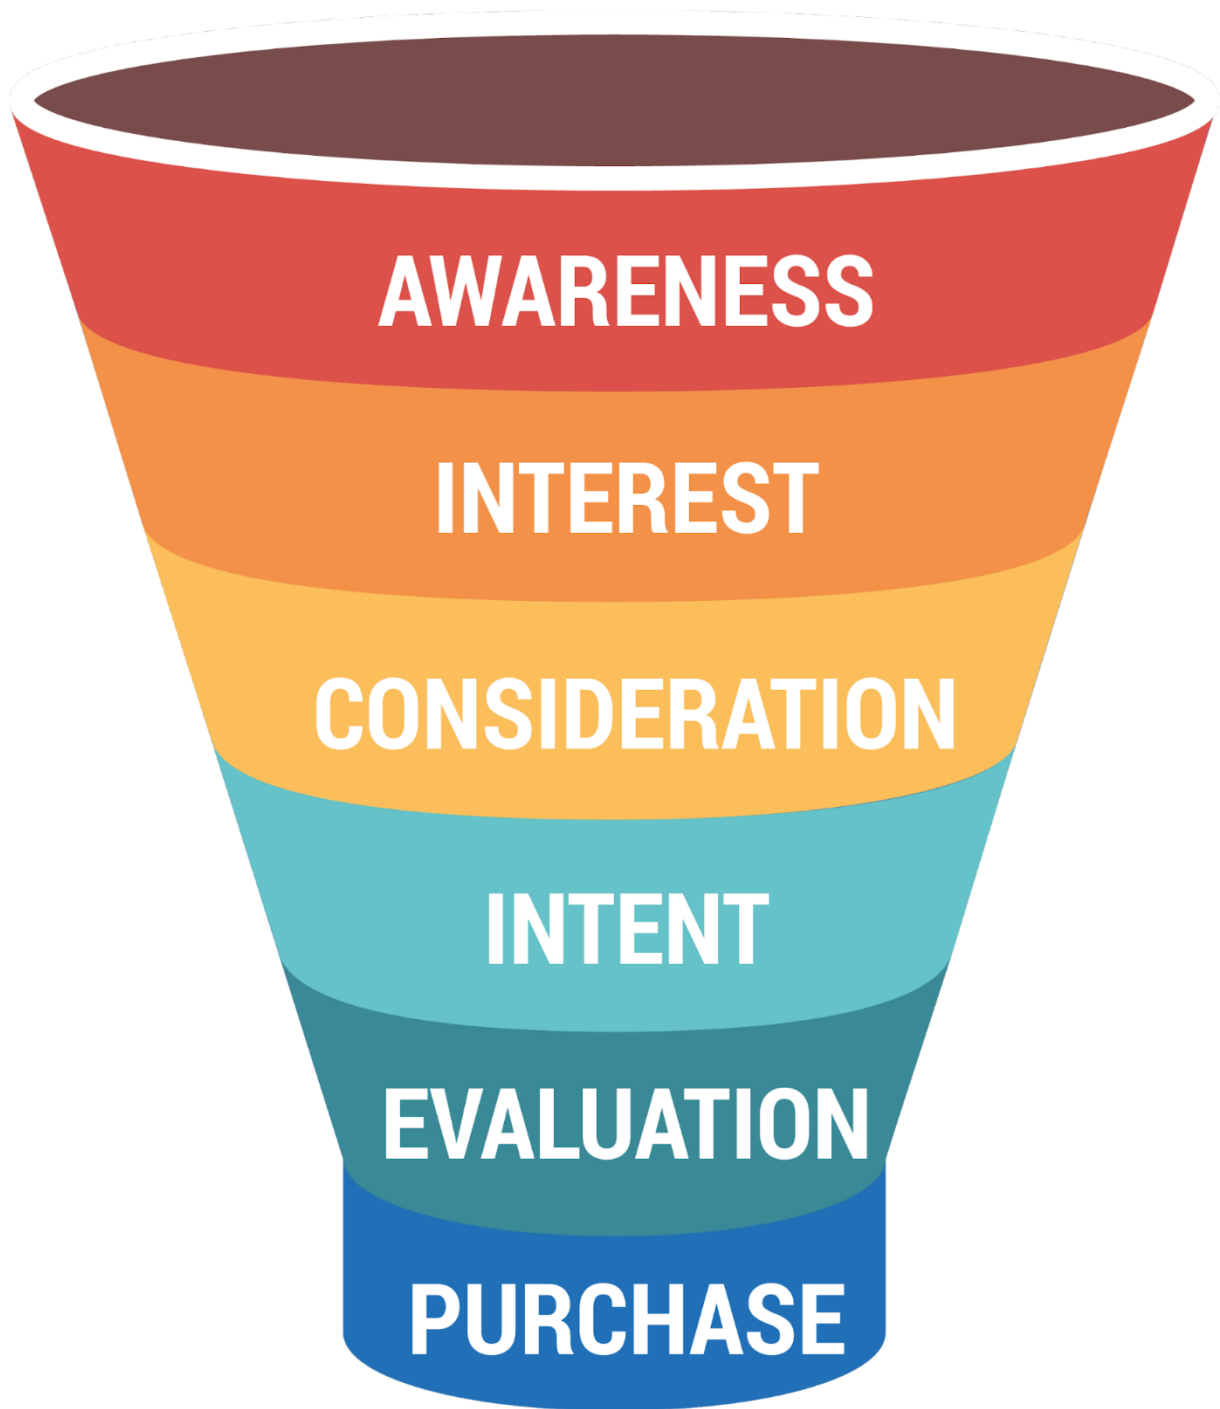 AWARENESS
INTEREST
CONSIDERATION
INTENT
EVALUATION
PURCHASE